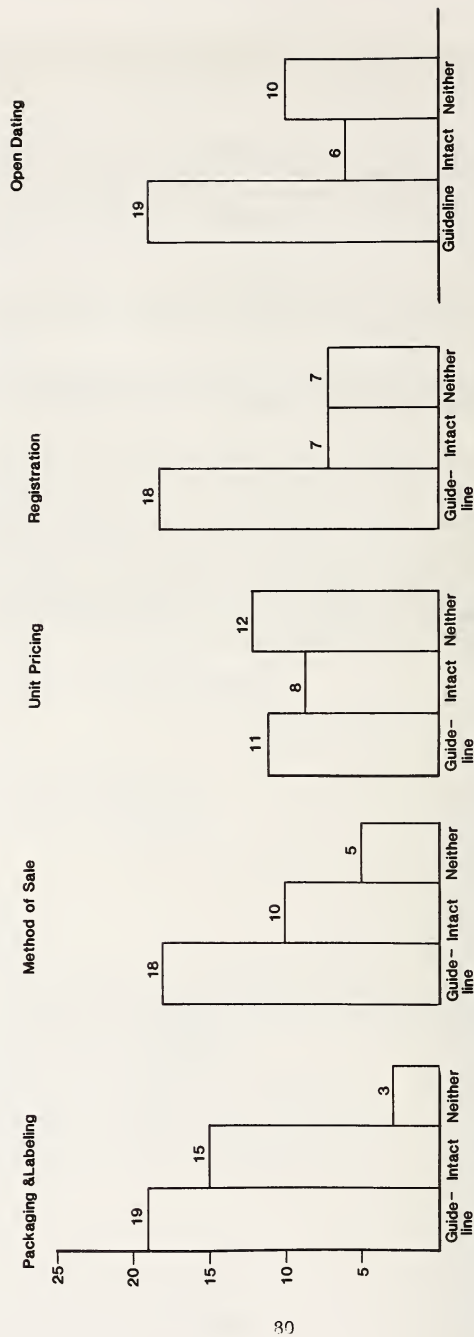 Packaging &Labeling
25
20
15
10
5
19
15
3
Guide-
line
Intact
Neither
Method of Sale
18
10
5
Guide-
line
Intact
Neither
Unit Pricing
11
8
12
Guide-
line
Intact
Neither
Registration
18
7
7
Guide-
line
Intact
Neither
Open Dating
19
6
10
Guideline
Intact
Neither
80